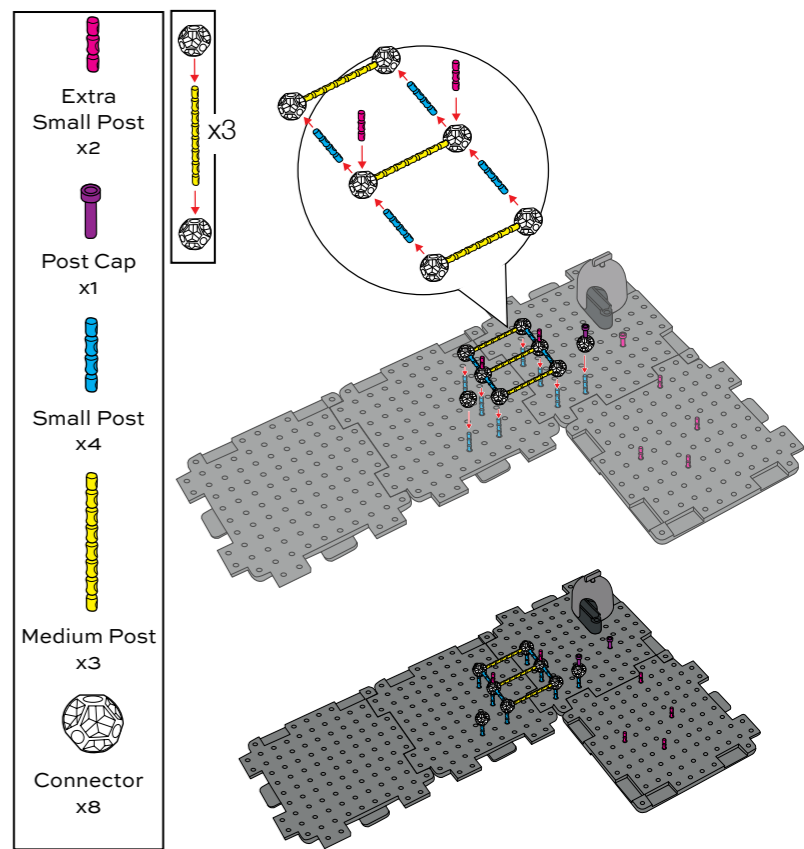 Extra
Small Post
x2
Post Cap
x1
Small Post
x4
Medium Post
x3
Connector
x8
x3